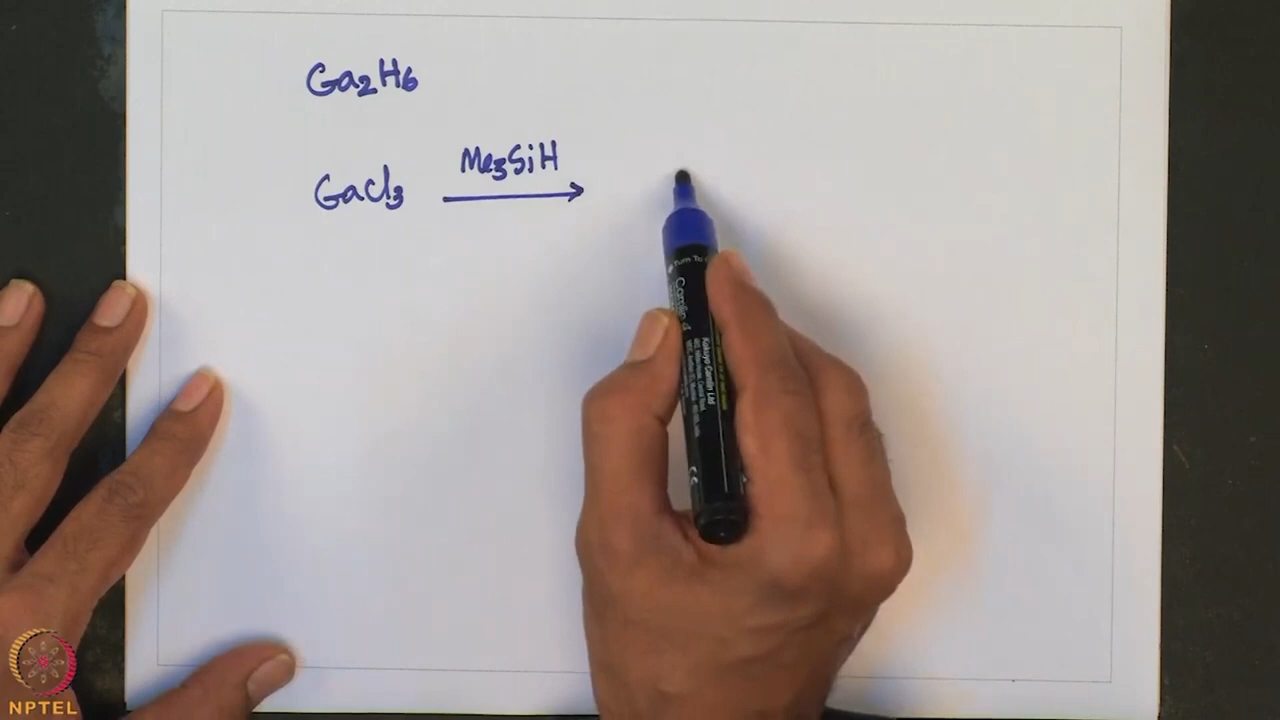 Ga₂H₆
Me₃SiH
GaCl₃ ⟶
NPTEL